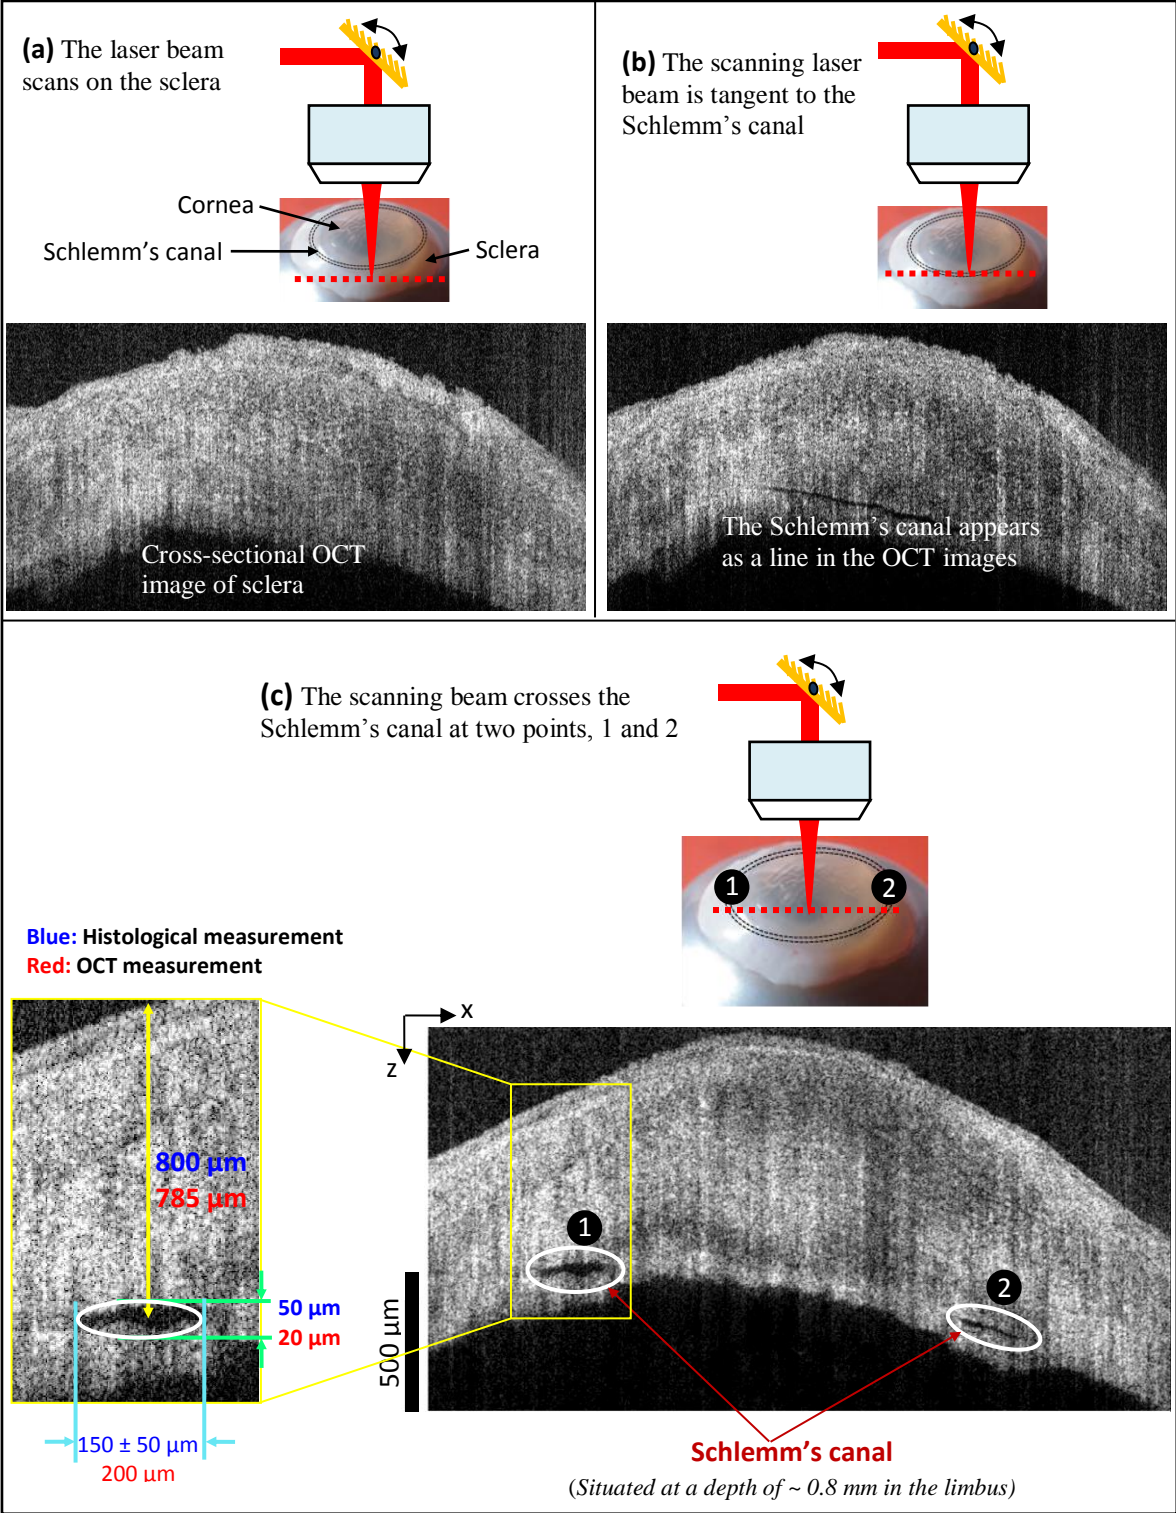 (a) The laser beam
scans on the sclera
Cornea
Schlemm's canal
Sclera
Cross-sectional OCT
image of sclera
(b) The scanning laser
beam is tangent to the
Schlemm's canal
The Schlemm's canal appears
as a line in the OCT images
(c) The scanning beam crosses the
Schlemm's canal at two points, 1 and 2
1
2
Blue: Histological measurement
Red: OCT measurement
x
z
800 µm
785 µm
50 µm
20 µm
150 ± 50 µm
200 µm
500 µm
1
2
Schlemm's canal
(Situated at a depth of ~ 0.8 mm in the limbus)